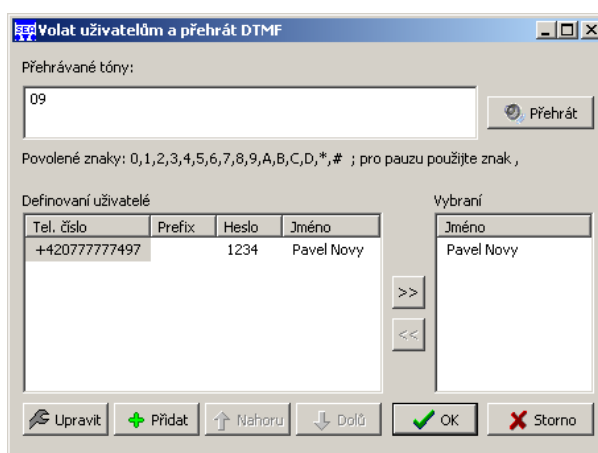 Volat uživatelům a přehrát DTMF
Přehrávané tóny:
09
Přehrát
Povolené znaky: 0,1,2,3,4,5,6,7,8,9,A,B,C,D,*,# ; pro pauzu použijte znak ,
Definovaní uživatelé
Vybraní
Tel. číslo Prefix Heslo Jméno
Jméno
+420777777497 1234 Pavel Novy
Pavel Novy
>>
<<
Upravit Přidat Nahoru Dolů OK Storno